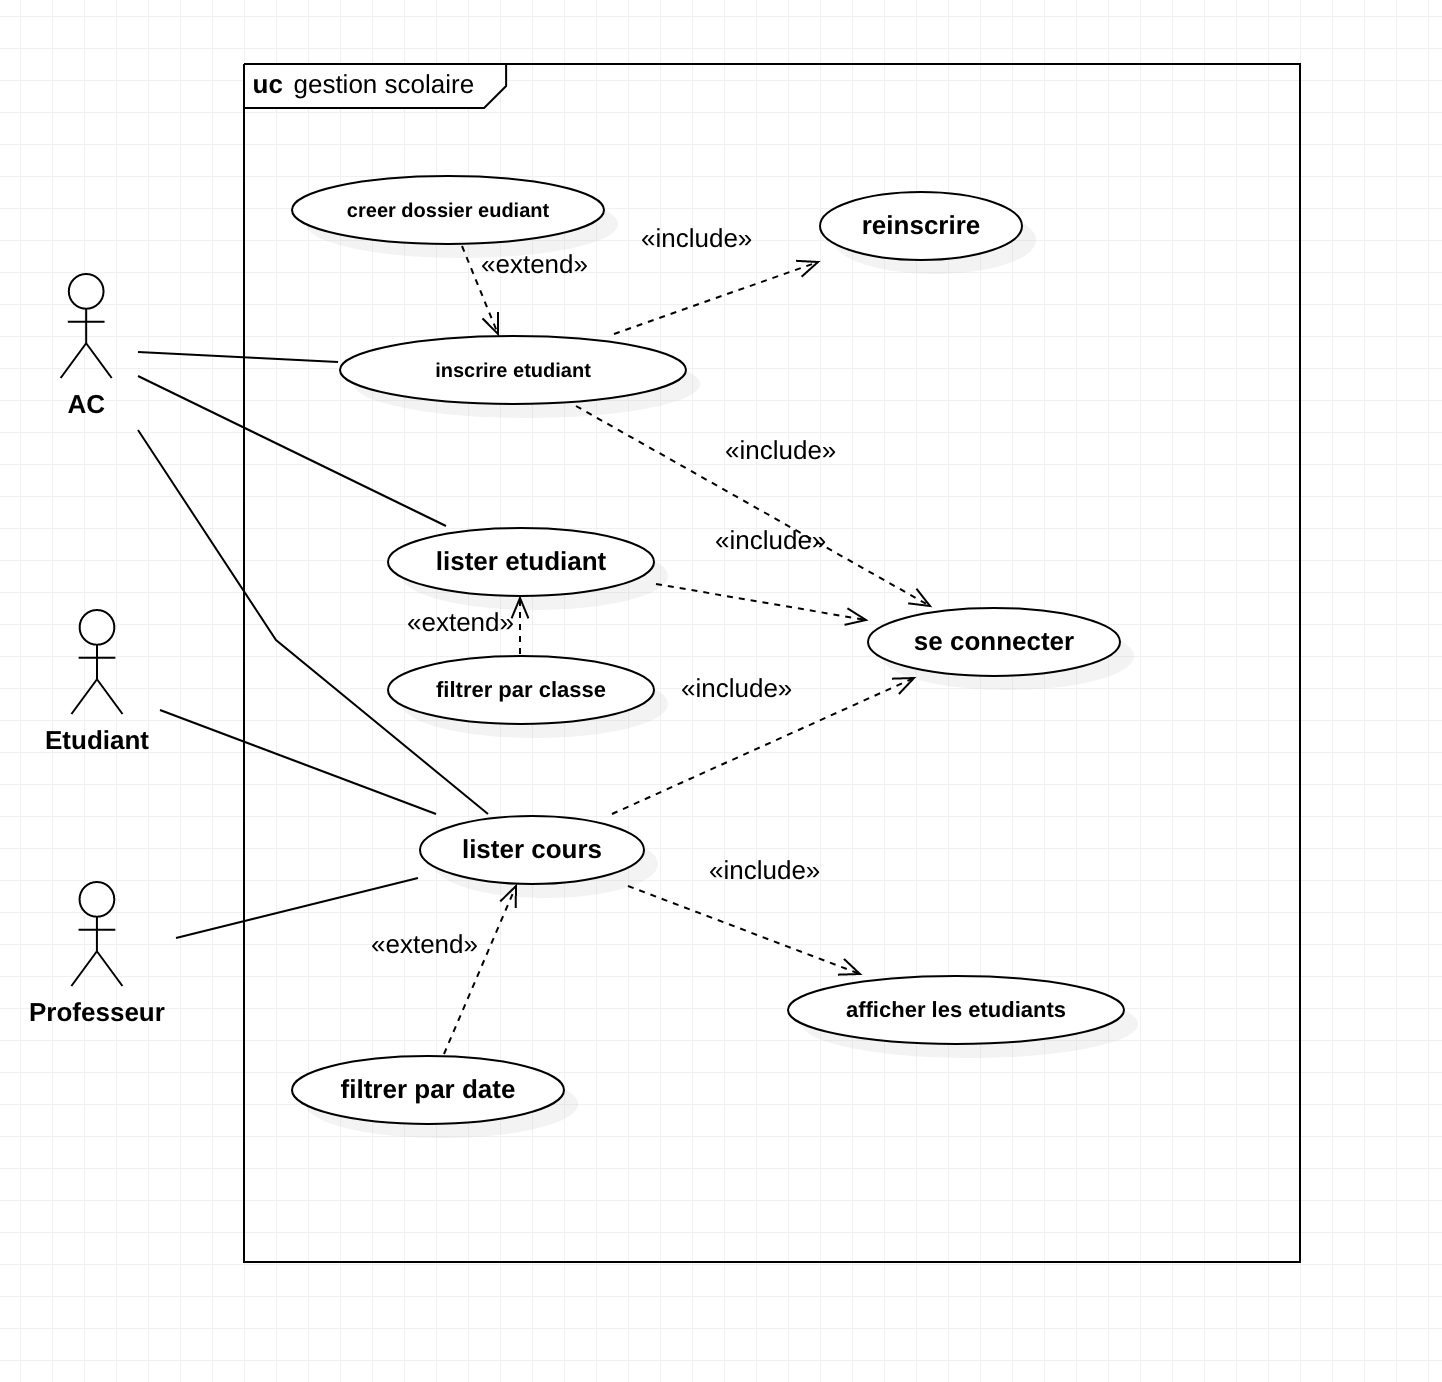 uc gestion scolaire
creer dossier eudiant
reinscrire
«include»
«extend»
inscrire etudiant
AC
«include»
«include»
lister etudiant
«extend»
se connecter
filtrer par classe
«include»
Etudiant
lister cours
«include»
«extend»
Professeur
afficher les etudiants
filtrer par date